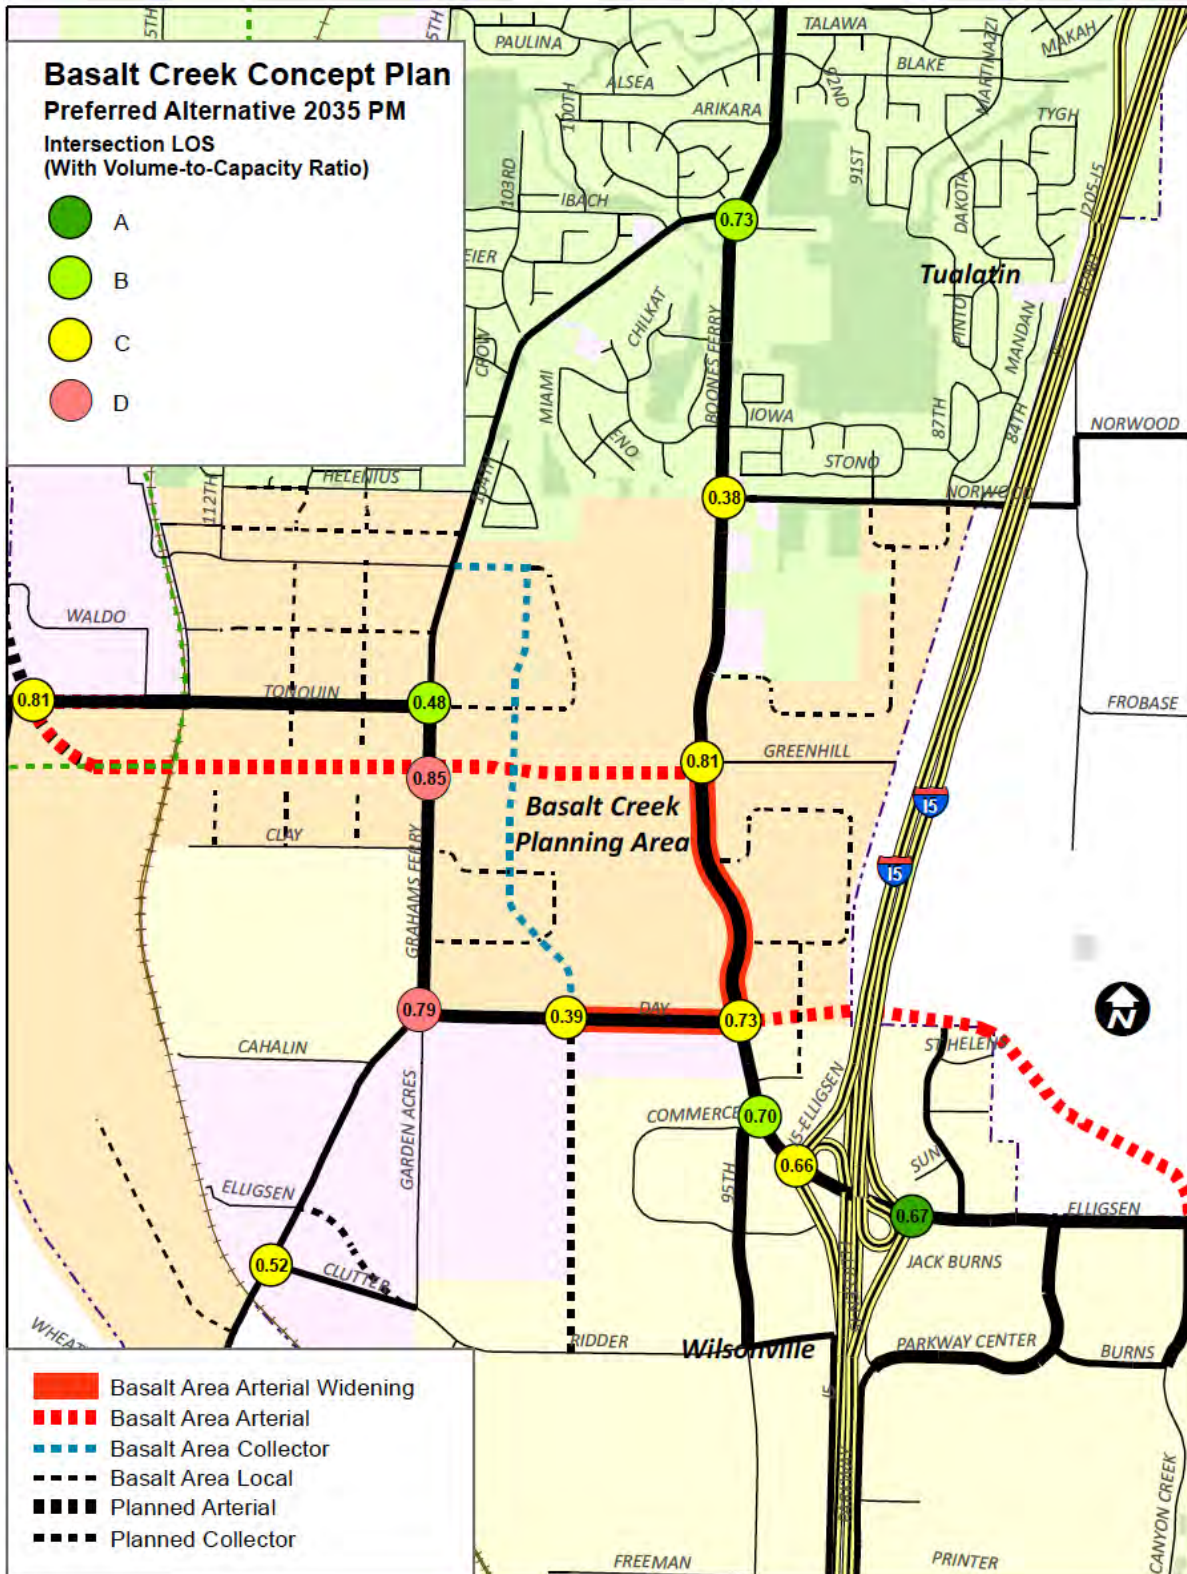 5TH
5TH
PAULINA
TALAWA
MARTINAZZI
MAKAH
Basalt Creek Concept Plan
Preferred Alternative 2035 PM
Intersection LOS
(With Volume-to-Capacity Ratio)
A
B
C
D
ALSEA
BLAKE
92ND
100TH
ARIKARA
TYGH
91ST
103RD
IBACH
DAKOTA
I205-I5
0.73
EIER
Tualatin
CHILKAT
PINTO
MANDAN
CROW
BOONES FERRY
MIAMI
IOWA
87TH
84TH
NORWOOD
ENO
STONO
HELENIUS
112TH
104TH
0.38
NORWOOD
WALDO
TONQUIN
0.81
0.48
FROBASE
GREENHILL
0.81
0.85
I5
Basalt Creek
Planning Area
CLAY
I5
GRAHAMS FERRY
0.79
0.39
DAY
0.73
N
CAHALIN
ST HELENS
I5-ELLIGSEN
GARDEN ACRES
COMMERCE
0.70
SUN
0.66
95TH
ELLIGSEN
ELLIGSEN
0.67
0.52
CLUTTER
JACK BURNS
RIDDER
Wilsonville
PARKWAY CENTER
BURNS
I5
Basalt Area Arterial Widening
Basalt Area Arterial
Basalt Area Collector
Basalt Area Local
Planned Arterial
Planned Collector
PARKWAY
CANYON CREEK
FREEMAN
PRINTER